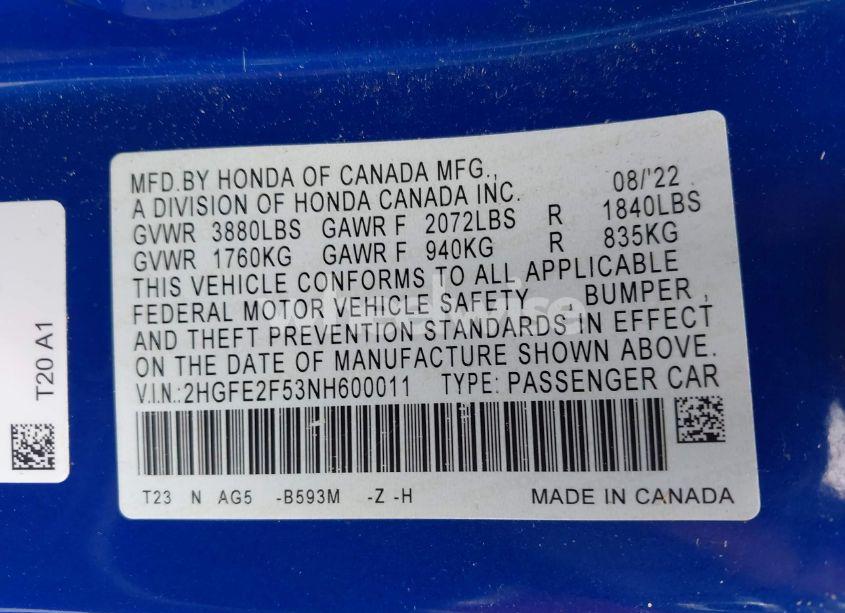 MFD.BY HONDA OF CANADA MFG., 08/'22
A DIVISION OF HONDA CANADA INC.
GVWR 3880LBS GAWR F 2072LBS R 1840LBS
GVWR 1760KG GAWR F 940KG R 835KG
THIS VEHICLE CONFORMS TO ALL APPLICABLE
FEDERAL MOTOR VEHICLE SAFETY , BUMPER ,
AND THEFT PREVENTION STANDARDS IN EFFECT
ON THE DATE OF MANUFACTURE SHOWN ABOVE.
V.I.N.:2HGFE2F53NH600011 TYPE: PASSENGER CAR
T23 N AG5 -B593M -Z -H MADE IN CANADA
T20 A1